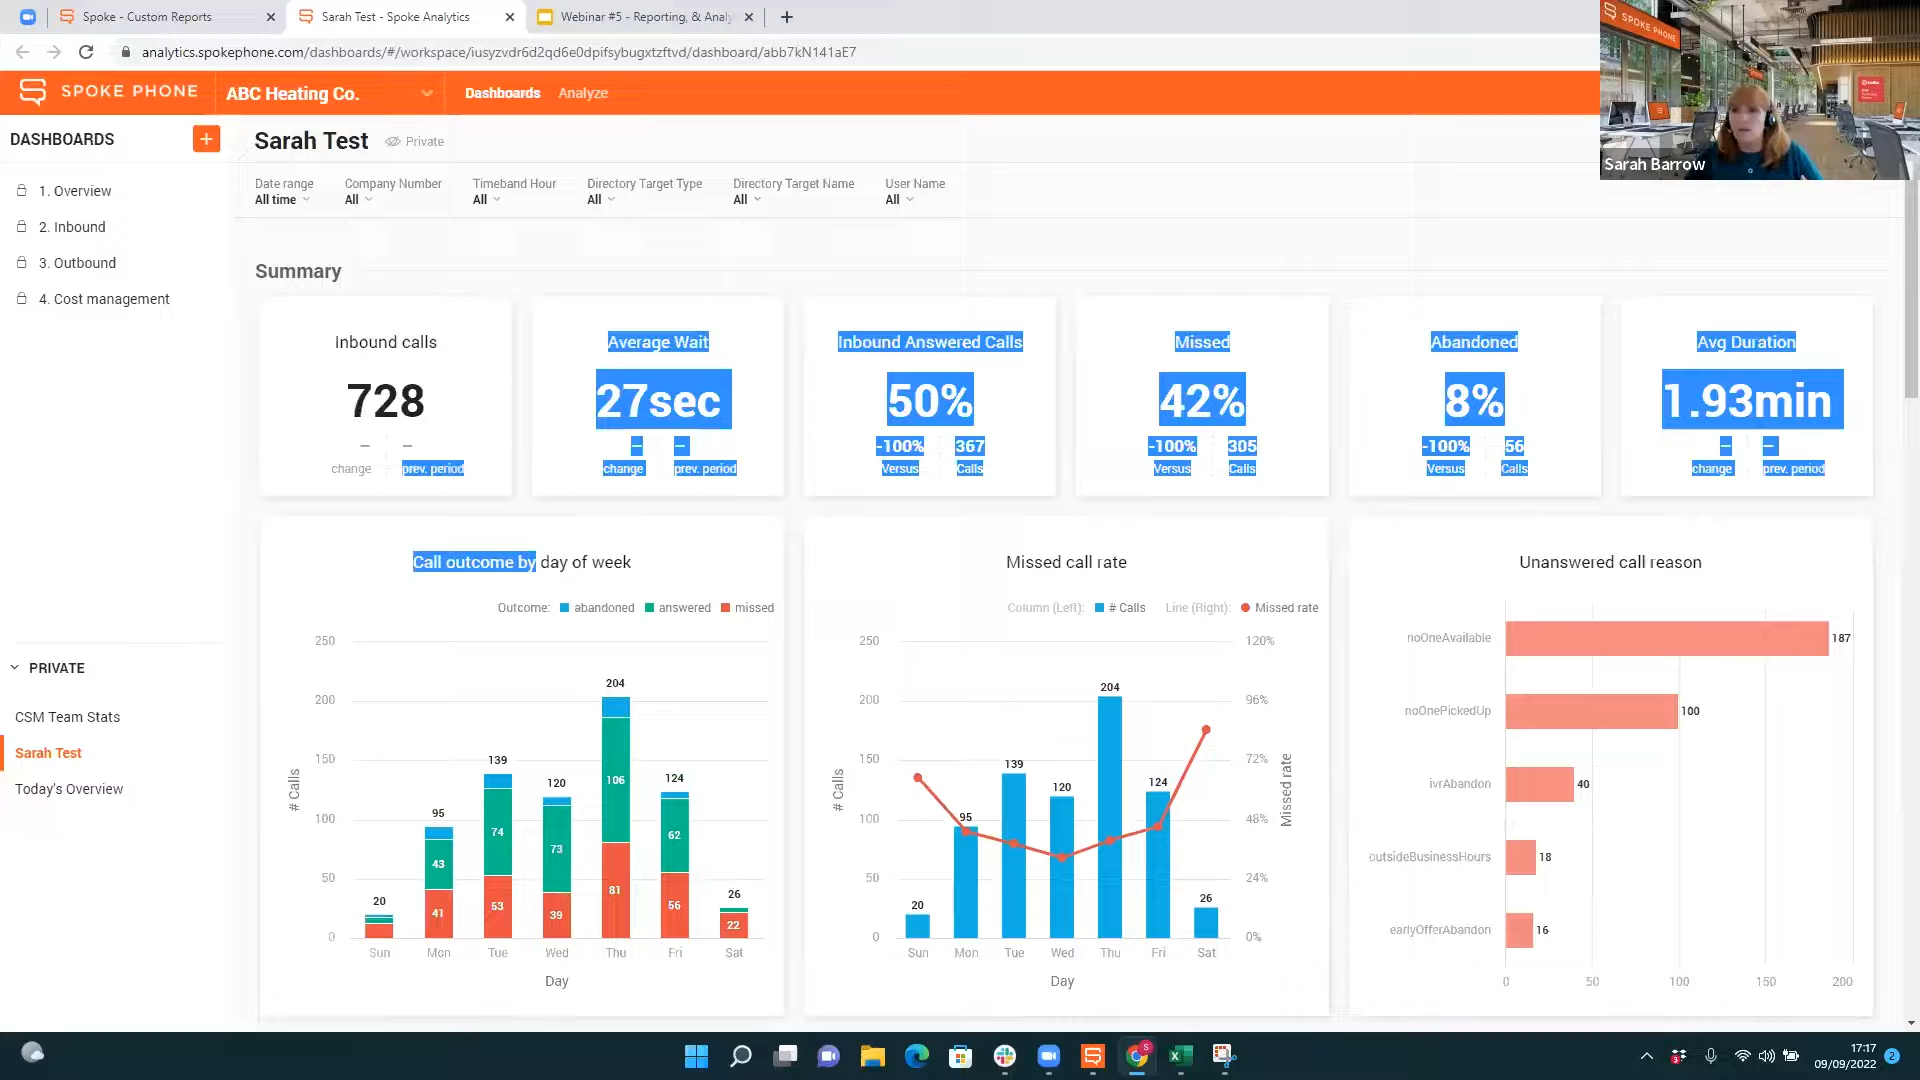 Spoke - Custom Reports
Sarah Test - Spoke Analytics
Webinar #5 - Reporting, & Analy
analytics.spokephone.com/dashboards/#/workspace/iusyzvdr6d2qd6e0dpifsybugxtzftvd/dashboard/abb7kN141aE7
SPOKE PHONE
ABC Heating Co.
Dashboards
Analyze
SPOKE PHONE
Sarah Barrow
DASHBOARDS
+
1. Overview
2. Inbound
3. Outbound
4. Cost management
PRIVATE
CSM Team Stats
Sarah Test
Today's Overview
Sarah Test
Private
Date range
All time
Company Number
All
Timeband Hour
All
Directory Target Type
All
Directory Target Name
All
User Name
All
Summary
Inbound calls
728
– –
change prev. period
Average Wait
27sec
– –
change prev. period
Inbound Answered Calls
50%
-100% 367
Versus Calls
Missed
42%
-100% 305
Versus Calls
Abandoned
8%
-100% 56
Versus Calls
Avg Duration
1.93min
– –
change prev. period
Call outcome by day of week
Outcome: abandoned answered missed
# Calls
250
200
150
100
50
0
20
95
43
41
139
74
53
120
73
39
204
106
81
124
62
56
26
22
Sun Mon Tue Wed Thu Fri Sat
Day
Missed call rate
Column (Left): # Calls Line (Right): Missed rate
# Calls
250
200
150
100
50
0
20
95
139
120
204
124
26
120%
96%
72%
48%
24%
0%
Missed rate
Sun Mon Tue Wed Thu Fri Sat
Day
Unanswered call reason
noOneAvailable 187
noOnePickedUp 100
ivrAbandon 40
outsideBusinessHours 18
earlyOfferAbandon 16
0 50 100 150 200
17:17
09/09/2022
2